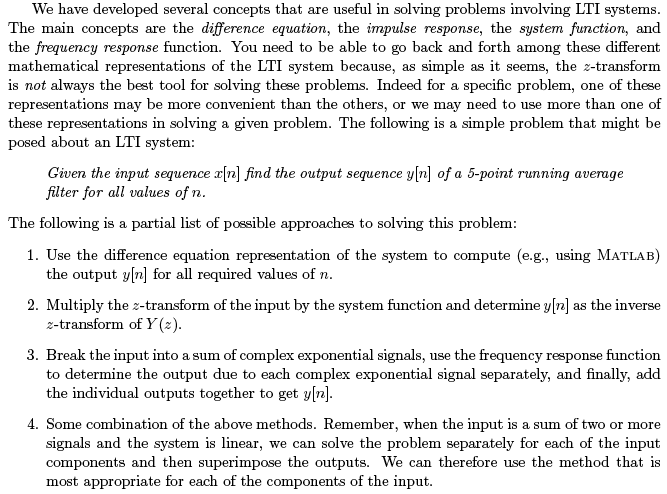 We have developed several concepts that are useful in solving problems involving LTI systems.
The main concepts are the difference equation, the impulse response, the system function, and
the frequency response function. You need to be able to go back and forth among these different
mathematical representations of the LTI system because, as simple as it seems, the z-transform
is not always the best tool for solving these problems. Indeed for a specific problem, one of these
representations may be more convenient than the others, or we may need to use more than one of
these representations in solving a given problem. The following is a simple problem that might be
posed about an LTI system:
Given the input sequence x[n] find the output sequence y[n] of a 5-point running average
filter for all values of n.
The following is a partial list of possible approaches to solving this problem:
1. Use the difference equation representation of the system to compute (e.g., using MATLAB)
the output y[n] for all required values of n.
2. Multiply the z-transform of the input by the system function and determine y[n] as the inverse
z-transform of Y(z).
3. Break the input into a sum of complex exponential signals, use the frequency response function
to determine the output due to each complex exponential signal separately, and finally, add
the individual outputs together to get y[n].
4. Some combination of the above methods. Remember, when the input is a sum of two or more
signals and the system is linear, we can solve the problem separately for each of the input
components and then superimpose the outputs. We can therefore use the method that is
most appropriate for each of the components of the input.